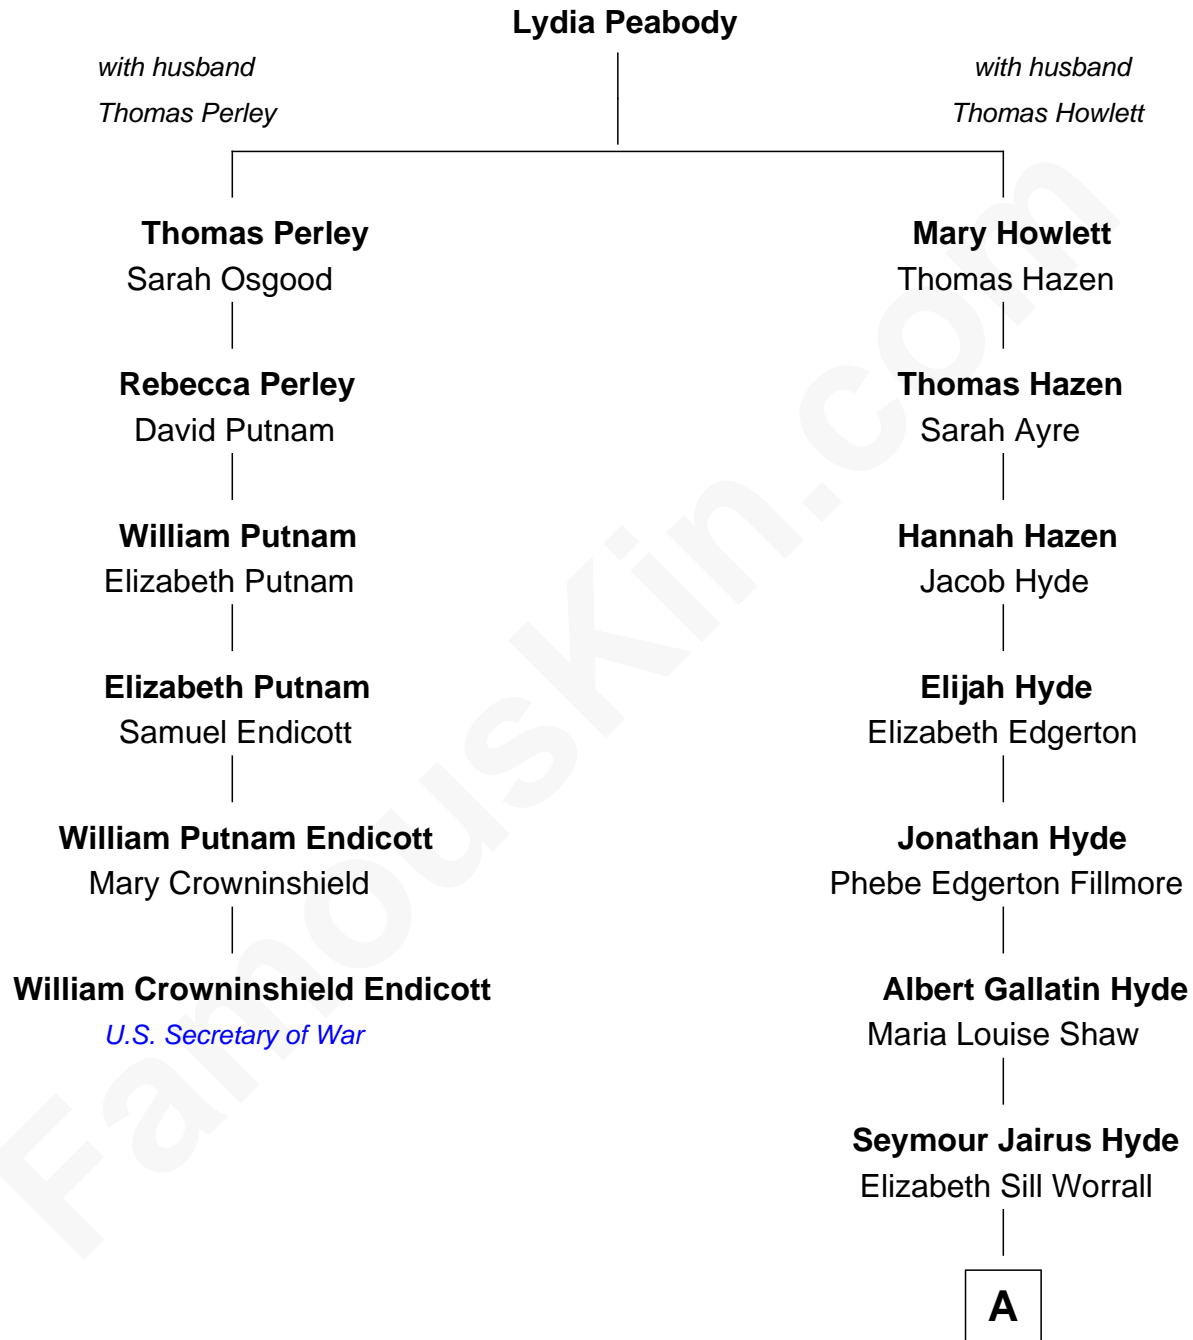 Lydia Peabody
with husband
Thomas Perley
with husband
Thomas Howlett
Thomas Perley
Sarah Osgood
Rebecca Perley
David Putnam
William Putnam
Elizabeth Putnam
Elizabeth Putnam
Samuel Endicott
William Putnam Endicott
Mary Crowninshield
William Crowninshield Endicott
U.S. Secretary of War
Mary Howlett
Thomas Hazen
Thomas Hazen
Sarah Ayre
Hannah Hazen
Jacob Hyde
Elijah Hyde
Elizabeth Edgerton
Jonathan Hyde
Phebe Edgerton Fillmore
Albert Gallatin Hyde
Maria Louise Shaw
Seymour Jairus Hyde
Elizabeth Sill Worrall
A
FamousKin.com